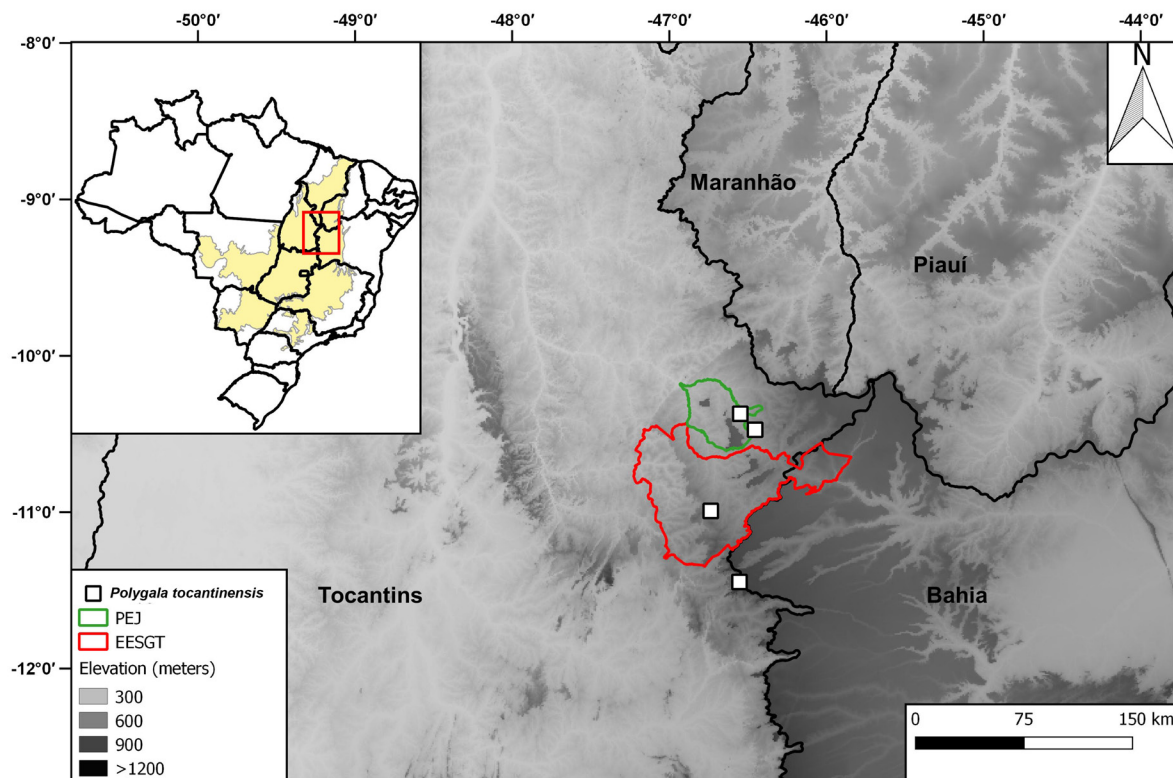 -50°0′ -49°0′ -48°0′ -47°0′ -46°0′ -45°0′ -44°0′
-8°0′
N
Maranhão
-9°0′
Piauí
-10°0′
-11°0′
Polygala tocantinensis
Tocantins
Bahia
PEJ
EESGT
-12°0′
Elevation (meters)
300
600
900
>1200
0 75 150 km